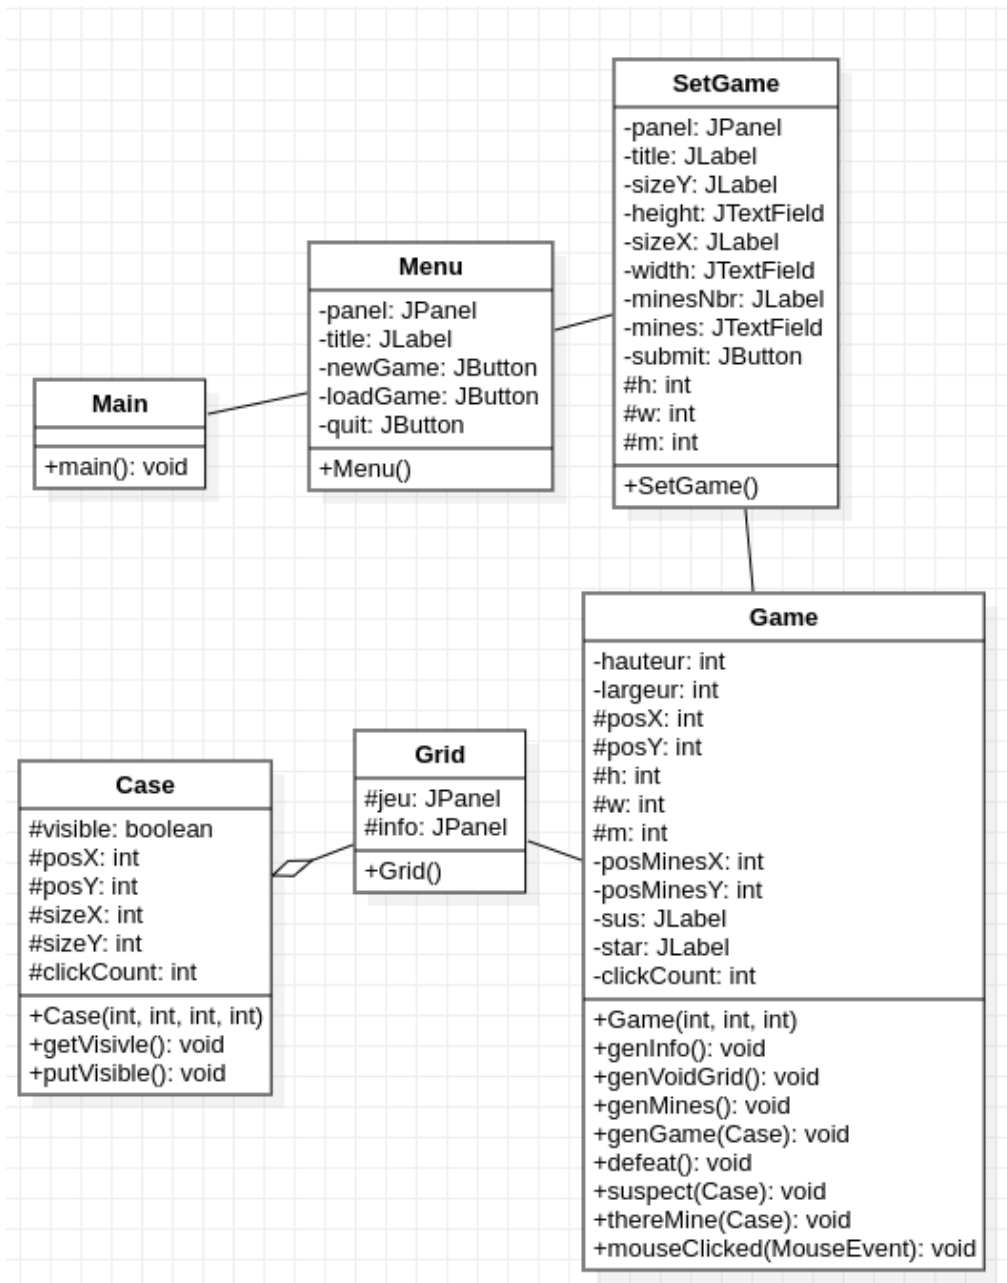 SetGame
-panel: JPanel
-title: JLabel
-sizeY: JLabel
-height: JTextField
-sizeX: JLabel
-width: JTextField
-minesNbr: JLabel
-mines: JTextField
-submit: JButton
#h: int
#w: int
#m: int
+SetGame()
Menu
-panel: JPanel
-title: JLabel
-newGame: JButton
-loadGame: JButton
-quit: JButton
+Menu()
Main
+main(): void
Game
-hauteur: int
-largeur: int
#posX: int
#posY: int
#h: int
#w: int
#m: int
-posMinesX: int
-posMinesY: int
-sus: JLabel
-star: JLabel
-clickCount: int
+Game(int, int, int)
+genInfo(): void
+genVoidGrid(): void
+genMines(): void
+genGame(Case): void
+defeat(): void
+suspect(Case): void
+thereMine(Case): void
+mouseClicked(MouseEvent): void
Grid
#jeu: JPanel
#info: JPanel
+Grid()
Case
#visible: boolean
#posX: int
#posY: int
#sizeX: int
#sizeY: int
#clickCount: int
+Case(int, int, int, int)
+getVisivle(): void
+putVisible(): void